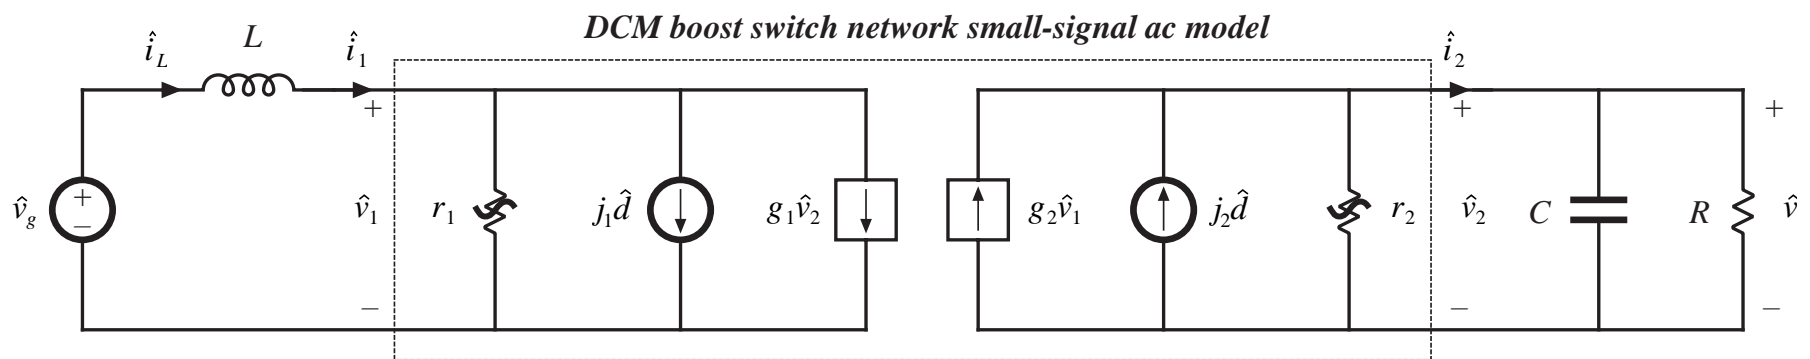 DCM boost switch network small-signal ac model
î_L L î_1 î_2
+ + +
v̂_g + − v̂_1 r_1 j_1d̂ g_1v̂_2 g_2v̂_1 j_2d̂ r_2 v̂_2 C R v̂
− − −